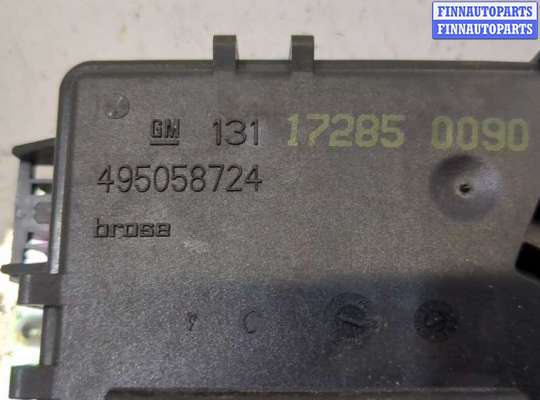 FINNAUTOPARTS
FINNAUTOPARTS
GM 131 17285 0090
495058724
brose